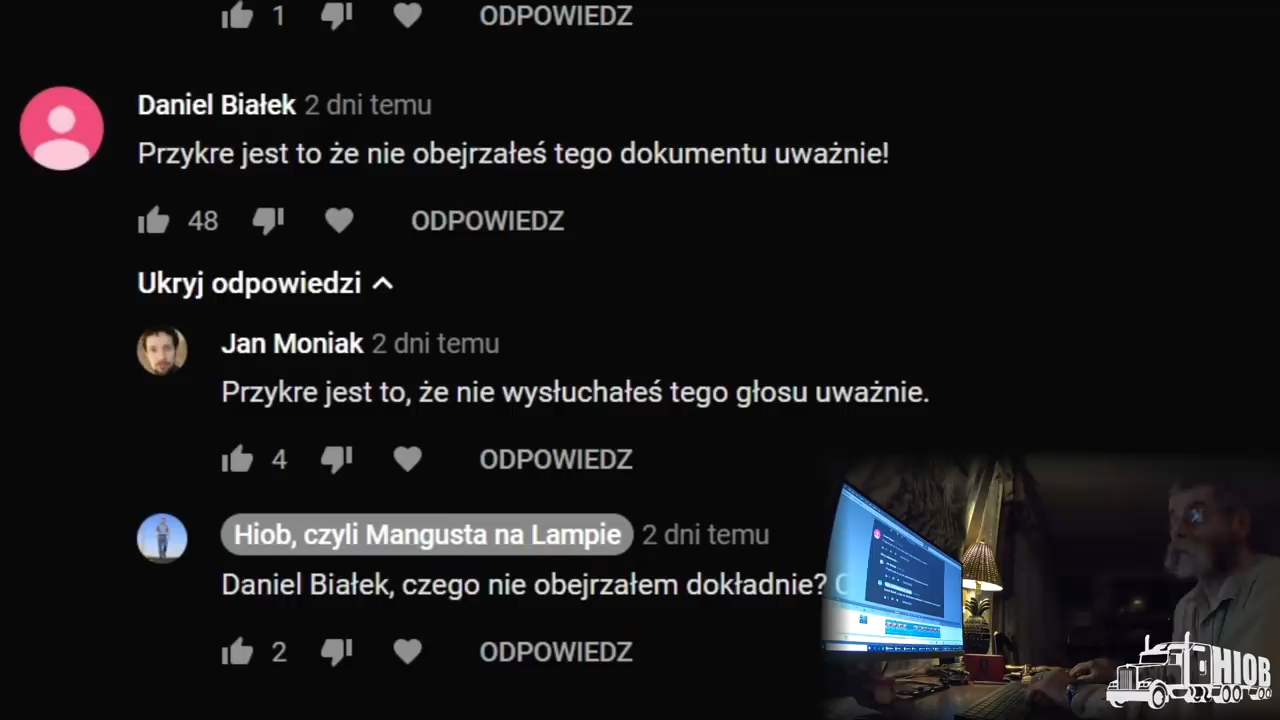 1 ODPOWIEDZ
Daniel Białek 2 dni temu
Przykre jest to że nie obejrzałeś tego dokumentu uważnie!
48 ODPOWIEDZ
Ukryj odpowiedzi
Jan Moniak 2 dni temu
Przykre jest to, że nie wysłuchałeś tego głosu uważnie.
4 ODPOWIEDZ
Hiob, czyli Mangusta na Lampie 2 dni temu
Daniel Białek, czego nie obejrzałem dokładnie?
2 ODPOWIEDZ
HIOB